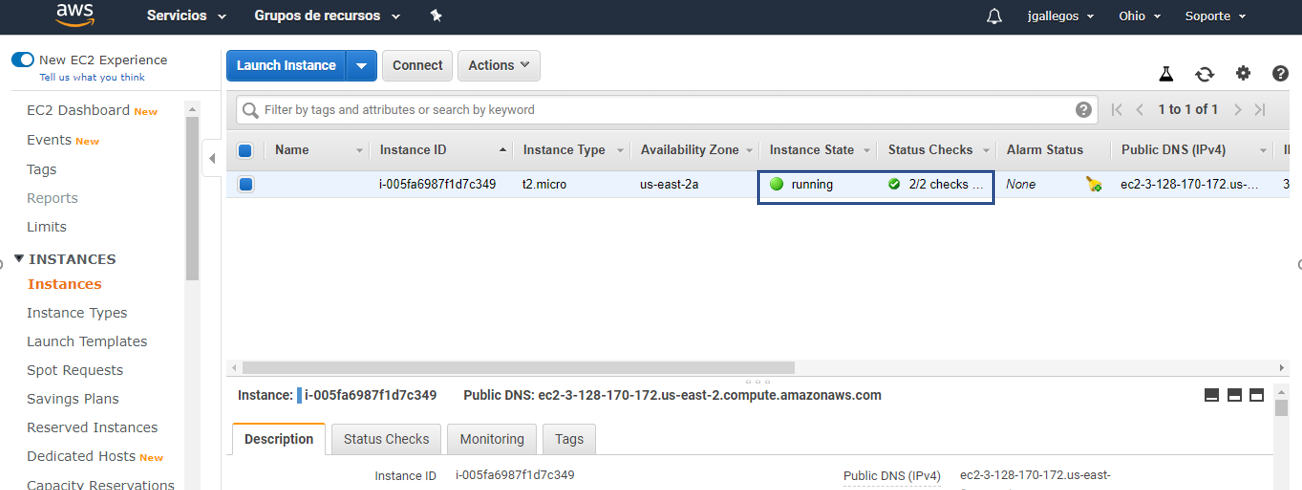 aws Servicios Grupos de recursos jgallegos Ohio Soporte
New EC2 Experience
Tell us what you think
EC2 Dashboard New
Events New
Tags
Reports
Limits
INSTANCES
Instances
Instance Types
Launch Templates
Spot Requests
Savings Plans
Reserved Instances
Dedicated Hosts New
Capacity Reservations
Launch Instance Connect Actions
Filter by tags and attributes or search by keyword 1 to 1 of 1
Name Instance ID Instance Type Availability Zone Instance State Status Checks Alarm Status Public DNS (IPv4)
i-005fa6987f1d7c349 t2.micro us-east-2a running 2/2 checks ... None ec2-3-128-170-172.us-... 3
Instance: i-005fa6987f1d7c349 Public DNS: ec2-3-128-170-172.us-east-2.compute.amazonaws.com
Description Status Checks Monitoring Tags
Instance ID i-005fa6987f1d7c349 Public DNS (IPv4) ec2-3-128-170-172.us-east-